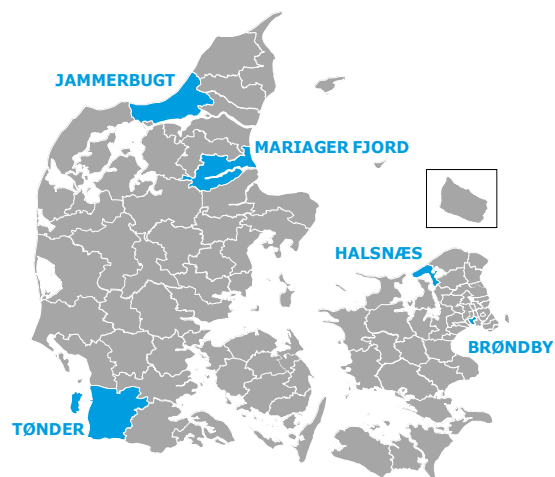 JAMMERBUGT
MARIAGER FJORD
HALSNÆS
BRØNDBY
TØNDER